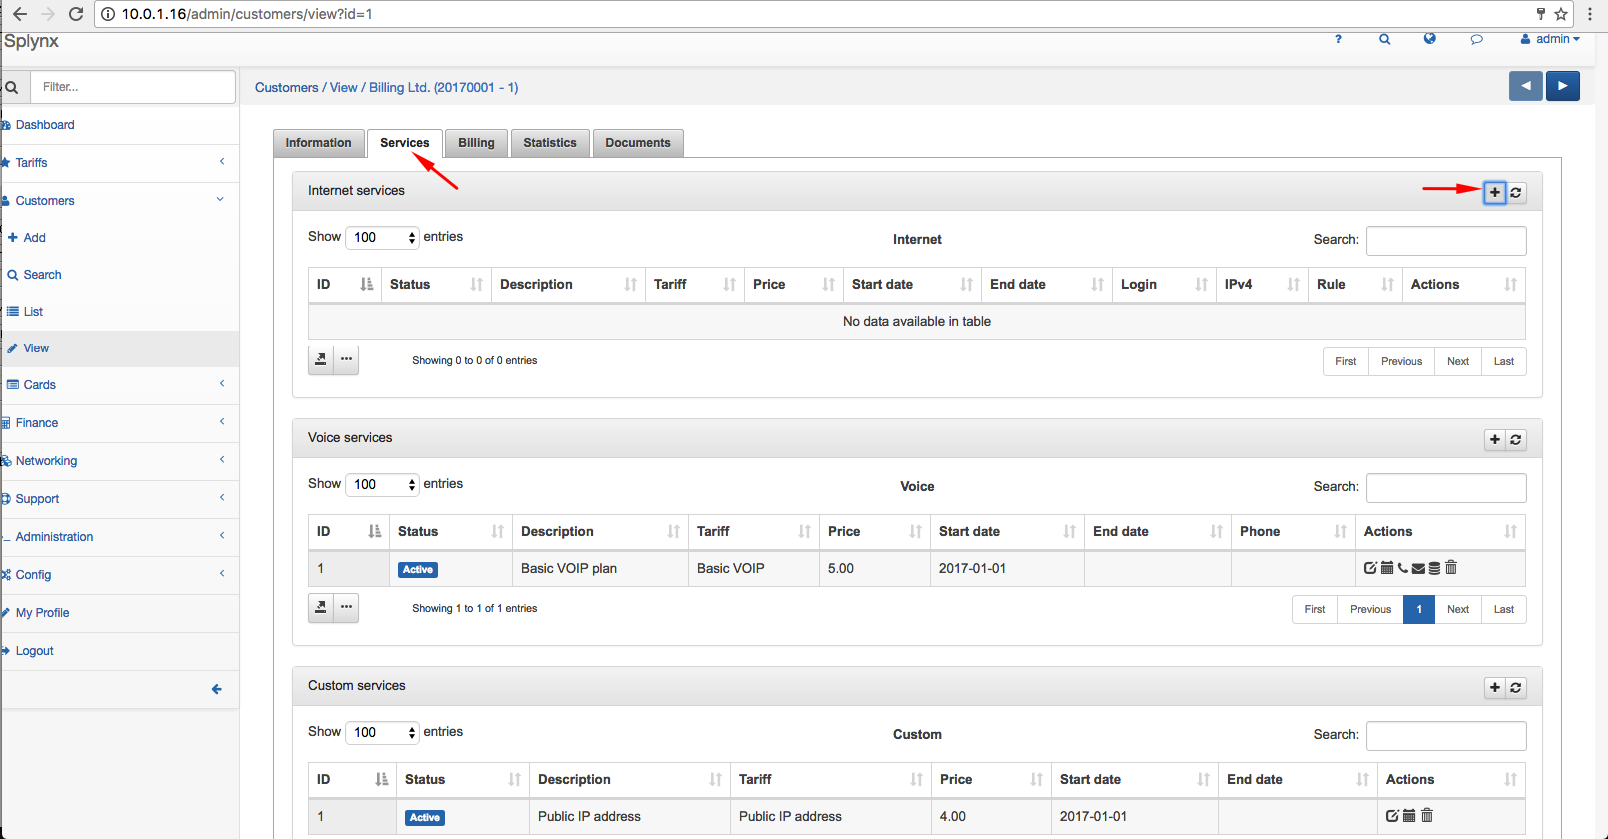 10.0.1.16/admin/customers/view?id=1
Splynx
? admin
Filter...
Customers / View / Billing Ltd. (20170001 - 1)
Dashboard
Tariffs
Customers
Add
Search
List
View
Cards
Finance
Networking
Support
Administration
Config
My Profile
Logout
Information Services Billing Statistics Documents
Internet services
Show 100 entries Internet Search:
ID Status Description Tariff Price Start date End date Login IPv4 Rule Actions
No data available in table
Showing 0 to 0 of 0 entries First Previous Next Last
Voice services
Show 100 entries Voice Search:
ID Status Description Tariff Price Start date End date Phone Actions
1 Active Basic VOIP plan Basic VOIP 5.00 2017-01-01
Showing 1 to 1 of 1 entries First Previous 1 Next Last
Custom services
Show 100 entries Custom Search:
ID Status Description Tariff Price Start date End date Actions
1 Active Public IP address Public IP address 4.00 2017-01-01